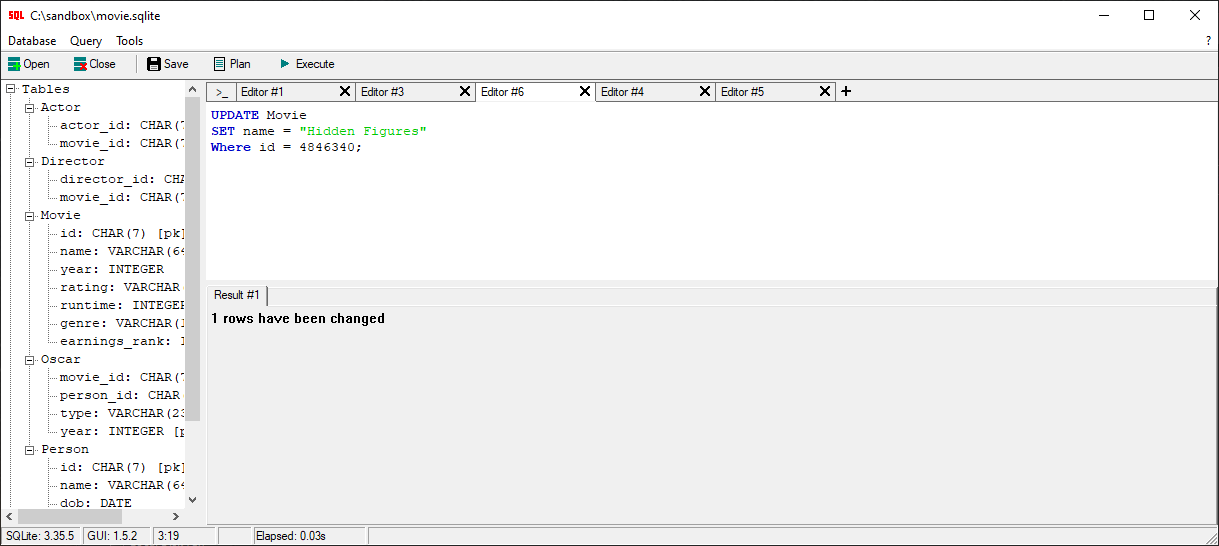 SQL C:\sandbox\movie.sqlite
Database Query Tools ?
Open Close Save Plan Execute
Tables
Actor
actor_id: CHAR(7
movie_id: CHAR(7
Director
director_id: CHA
movie_id: CHAR(7
Movie
id: CHAR(7) [pk]
name: VARCHAR(64
year: INTEGER
rating: VARCHAR
runtime: INTEGER
genre: VARCHAR(1
earnings_rank: I
Oscar
movie_id: CHAR(7
person_id: CHAR
type: VARCHAR(23
year: INTEGER [p
Person
id: CHAR(7) [pk]
name: VARCHAR(64
dob: DATE
>_ Editor #1 Editor #3 Editor #6 Editor #4 Editor #5 +
UPDATE Movie
SET name = "Hidden Figures"
Where id = 4846340;
Result #1
1 rows have been changed
SQLite: 3.35.5 GUI: 1.5.2 3:19 Elapsed: 0.03s